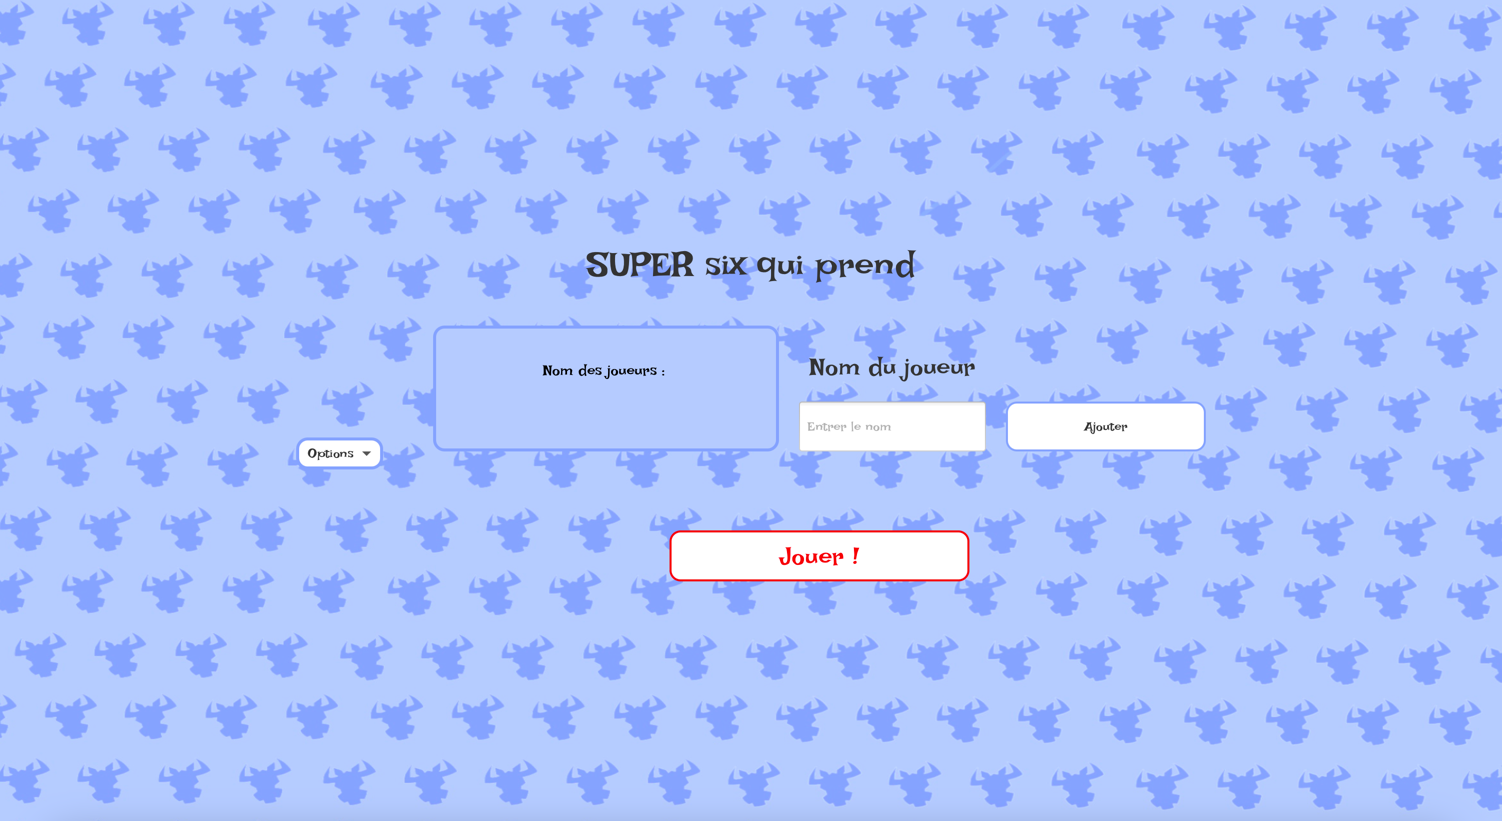 SUPER six qui prend
Nom des joueurs :
Nom du joueur
Entrer le nom
Ajouter
Options
Jouer !